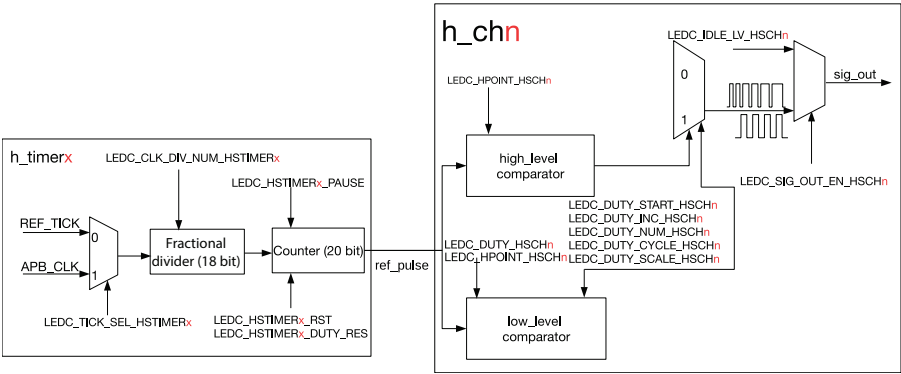 h_timerx
LEDC_CLK_DIV_NUM_HSTIMERx
LEDC_HSTIMERx_PAUSE
REF_TICK
0
APB_CLK
1
Fractional
divider (18 bit)
Counter (20 bit)
LEDC_TICK_SEL_HSTIMERx
LEDC_HSTIMERx_RST
LEDC_HSTIMERx_DUTY_RES
ref_pulse
h_chn
LEDC_IDLE_LV_HSCHn
LEDC_HPOINT_HSCHn
0
1
sig_out
high_level
comparator
LEDC_SIG_OUT_EN_HSCHn
LEDC_DUTY_START_HSCHn
LEDC_DUTY_INC_HSCHn
LEDC_DUTY_NUM_HSCHn
LEDC_DUTY_CYCLE_HSCHn
LEDC_DUTY_SCALE_HSCHn
LEDC_DUTY_HSCHn
LEDC_HPOINT_HSCHn
low_level
comparator